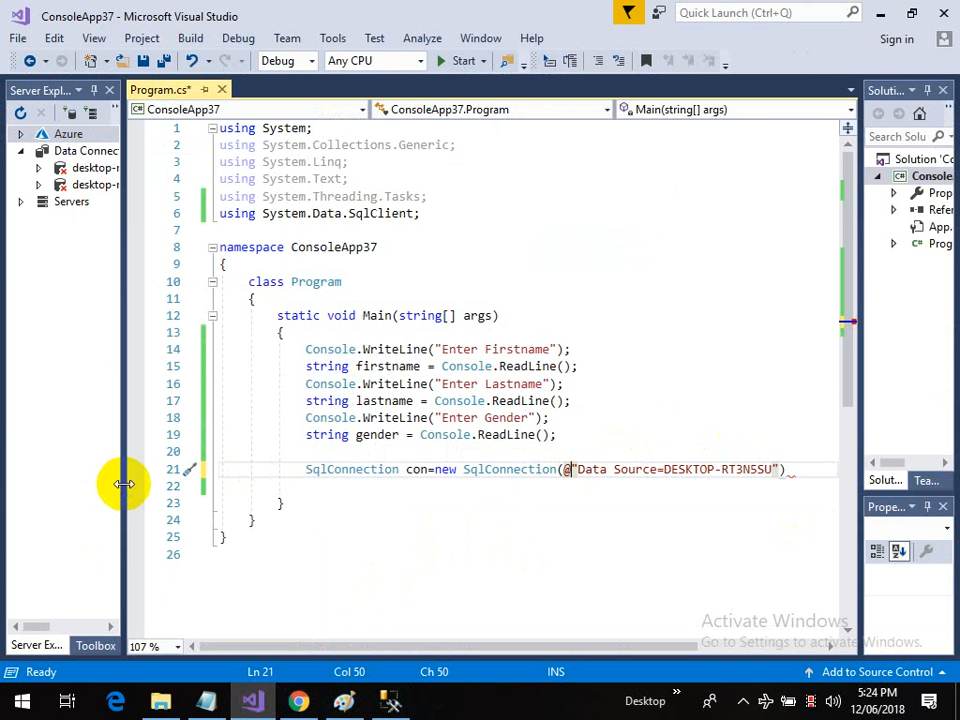 ConsoleApp37 - Microsoft Visual Studio
Quick Launch (Ctrl+Q)
File Edit View Project Build Debug Team Tools Test Analyze Window Help Sign in
Debug Any CPU Start
Server Expl... Program.cs* Soluti...
ConsoleApp37 ConsoleApp37.Program Main(string[] args)
Azure
Data Connec
desktop-r
desktop-r
Servers
1 using System;
2 using System.Collections.Generic;
3 using System.Linq;
4 using System.Text;
5 using System.Threading.Tasks;
6 using System.Data.SqlClient;
7
8 namespace ConsoleApp37
9 {
10 class Program
11 {
12 static void Main(string[] args)
13 {
14 Console.WriteLine("Enter Firstname");
15 string firstname = Console.ReadLine();
16 Console.WriteLine("Enter Lastname");
17 string lastname = Console.ReadLine();
18 Console.WriteLine("Enter Gender");
19 string gender = Console.ReadLine();
20
21 SqlConnection con=new SqlConnection(@"Data Source=DESKTOP-RT3N5SU")
22
23 }
24 }
25 }
26
Search Solu
Solution 'Co
Console
Prop
Refer
App.
Prog
Solut... Tea...
Prope...
Server Ex... Toolbox
107 %
Activate Windows
Go to Settings to activate Windows.
Ready Ln 21 Col 50 Ch 50 INS Add to Source Control
Desktop
5:24 PM
12/06/2018